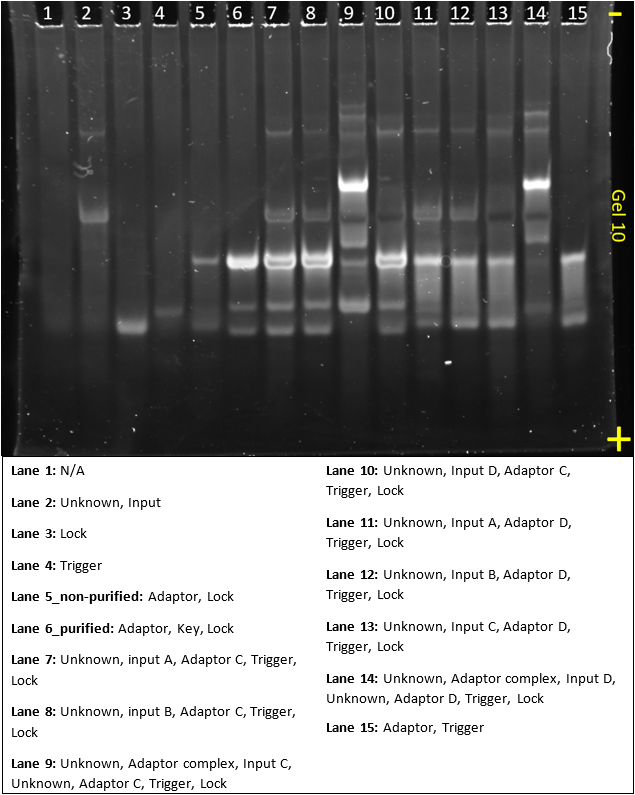 1 2 3 4 5 6 7 8 9 10 11 12 13 14 15 -
Gel 10
+
Lane 1: N/A
Lane 2: Unknown, Input
Lane 3: Lock
Lane 4: Trigger
Lane 5_non-purified: Adaptor, Lock
Lane 6_purified: Adaptor, Key, Lock
Lane 7: Unknown, input A, Adaptor C, Trigger,
Lock
Lane 8: Unknown, input B, Adaptor C, Trigger,
Lock
Lane 9: Unknown, Adaptor complex, Input C,
Unknown, Adaptor C, Trigger, Lock
Lane 10: Unknown, Input D, Adaptor C,
Trigger, Lock
Lane 11: Unknown, Input A, Adaptor D,
Trigger, Lock
Lane 12: Unknown, Input B, Adaptor D,
Trigger, Lock
Lane 13: Unknown, Input C, Adaptor D,
Trigger, Lock
Lane 14: Unknown, Adaptor complex, Input D,
Unknown, Adaptor D, Trigger, Lock
Lane 15: Adaptor, Trigger